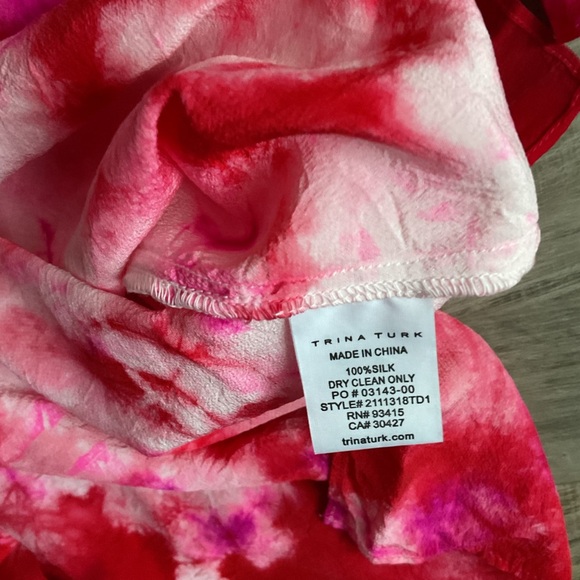 TRINA TURK
MADE IN CHINA
100%SILK
DRY CLEAN ONLY
PO # 03143-00
STYLE# 2111318TD1
RN# 93415
CA# 30427
trinaturk.com